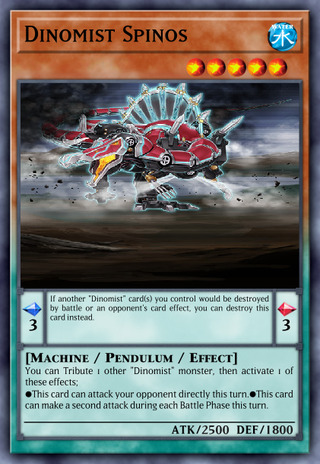 Dinomist Spinos
WATER
水
If another "Dinomist" card(s) you control would be destroyed
by battle or an opponent's card effect, you can destroy this
card instead.
3
3
[Machine / Pendulum / Effect]
You can Tribute 1 other "Dinomist" monster, then activate 1 of
these effects;
●This card can attack your opponent directly this turn.●This card
can make a second attack during each Battle Phase this turn.
ATK/2500 DEF/1800